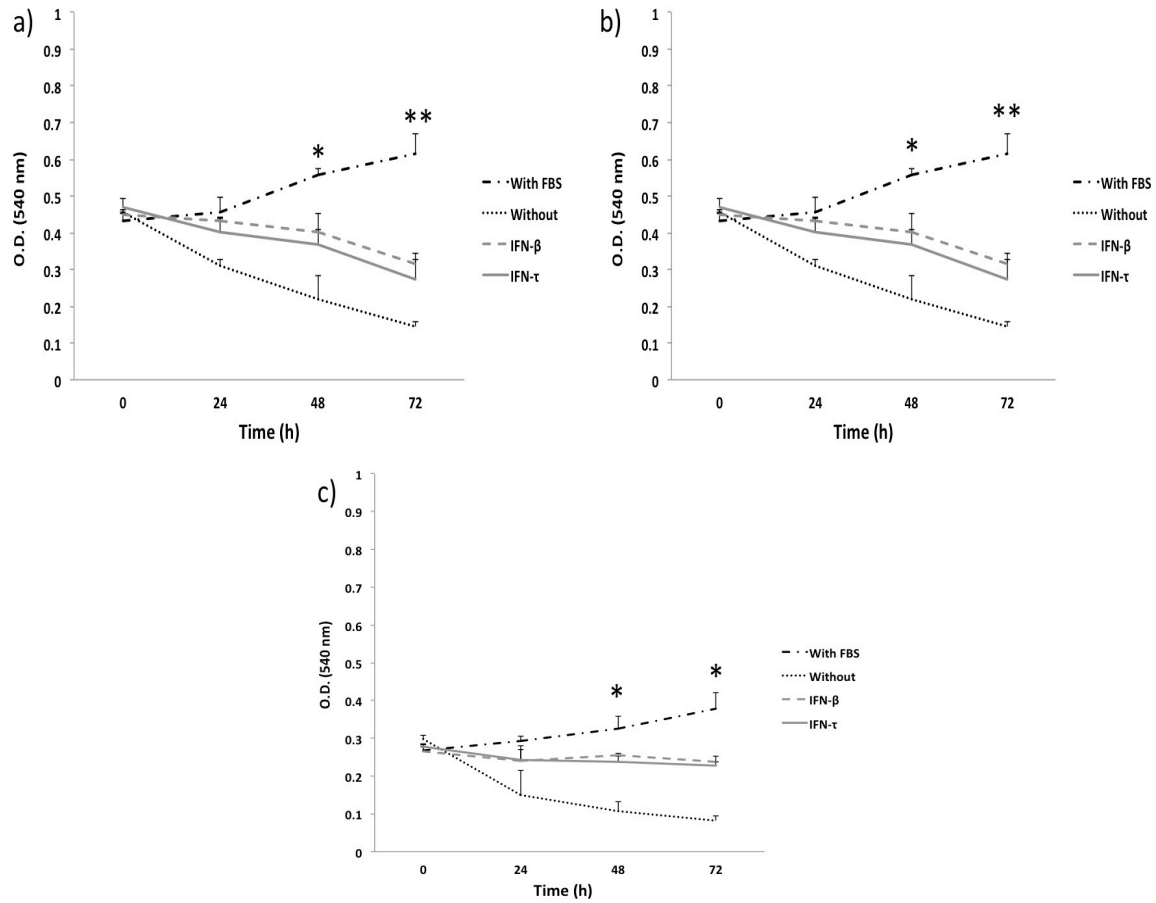 a)
1
0.9
0.8
0.7
0.6
0.5
0.4
0.3
0.2
0.1
0
O.D. (540 nm)
*
**
0 24 48 72
Time (h)
With FBS
Without
IFN-β
IFN-τ
b)
1
0.9
0.8
0.7
0.6
0.5
0.4
0.3
0.2
0.1
0
O.D. (540 nm)
*
**
0 24 48 72
Time (h)
With FBS
Without
IFN-β
IFN-τ
c)
1
0.9
0.8
0.7
0.6
0.5
0.4
0.3
0.2
0.1
0
O.D. (540 nm)
*
*
0 24 48 72
Time (h)
With FBS
Without
IFN-β
IFN-τ